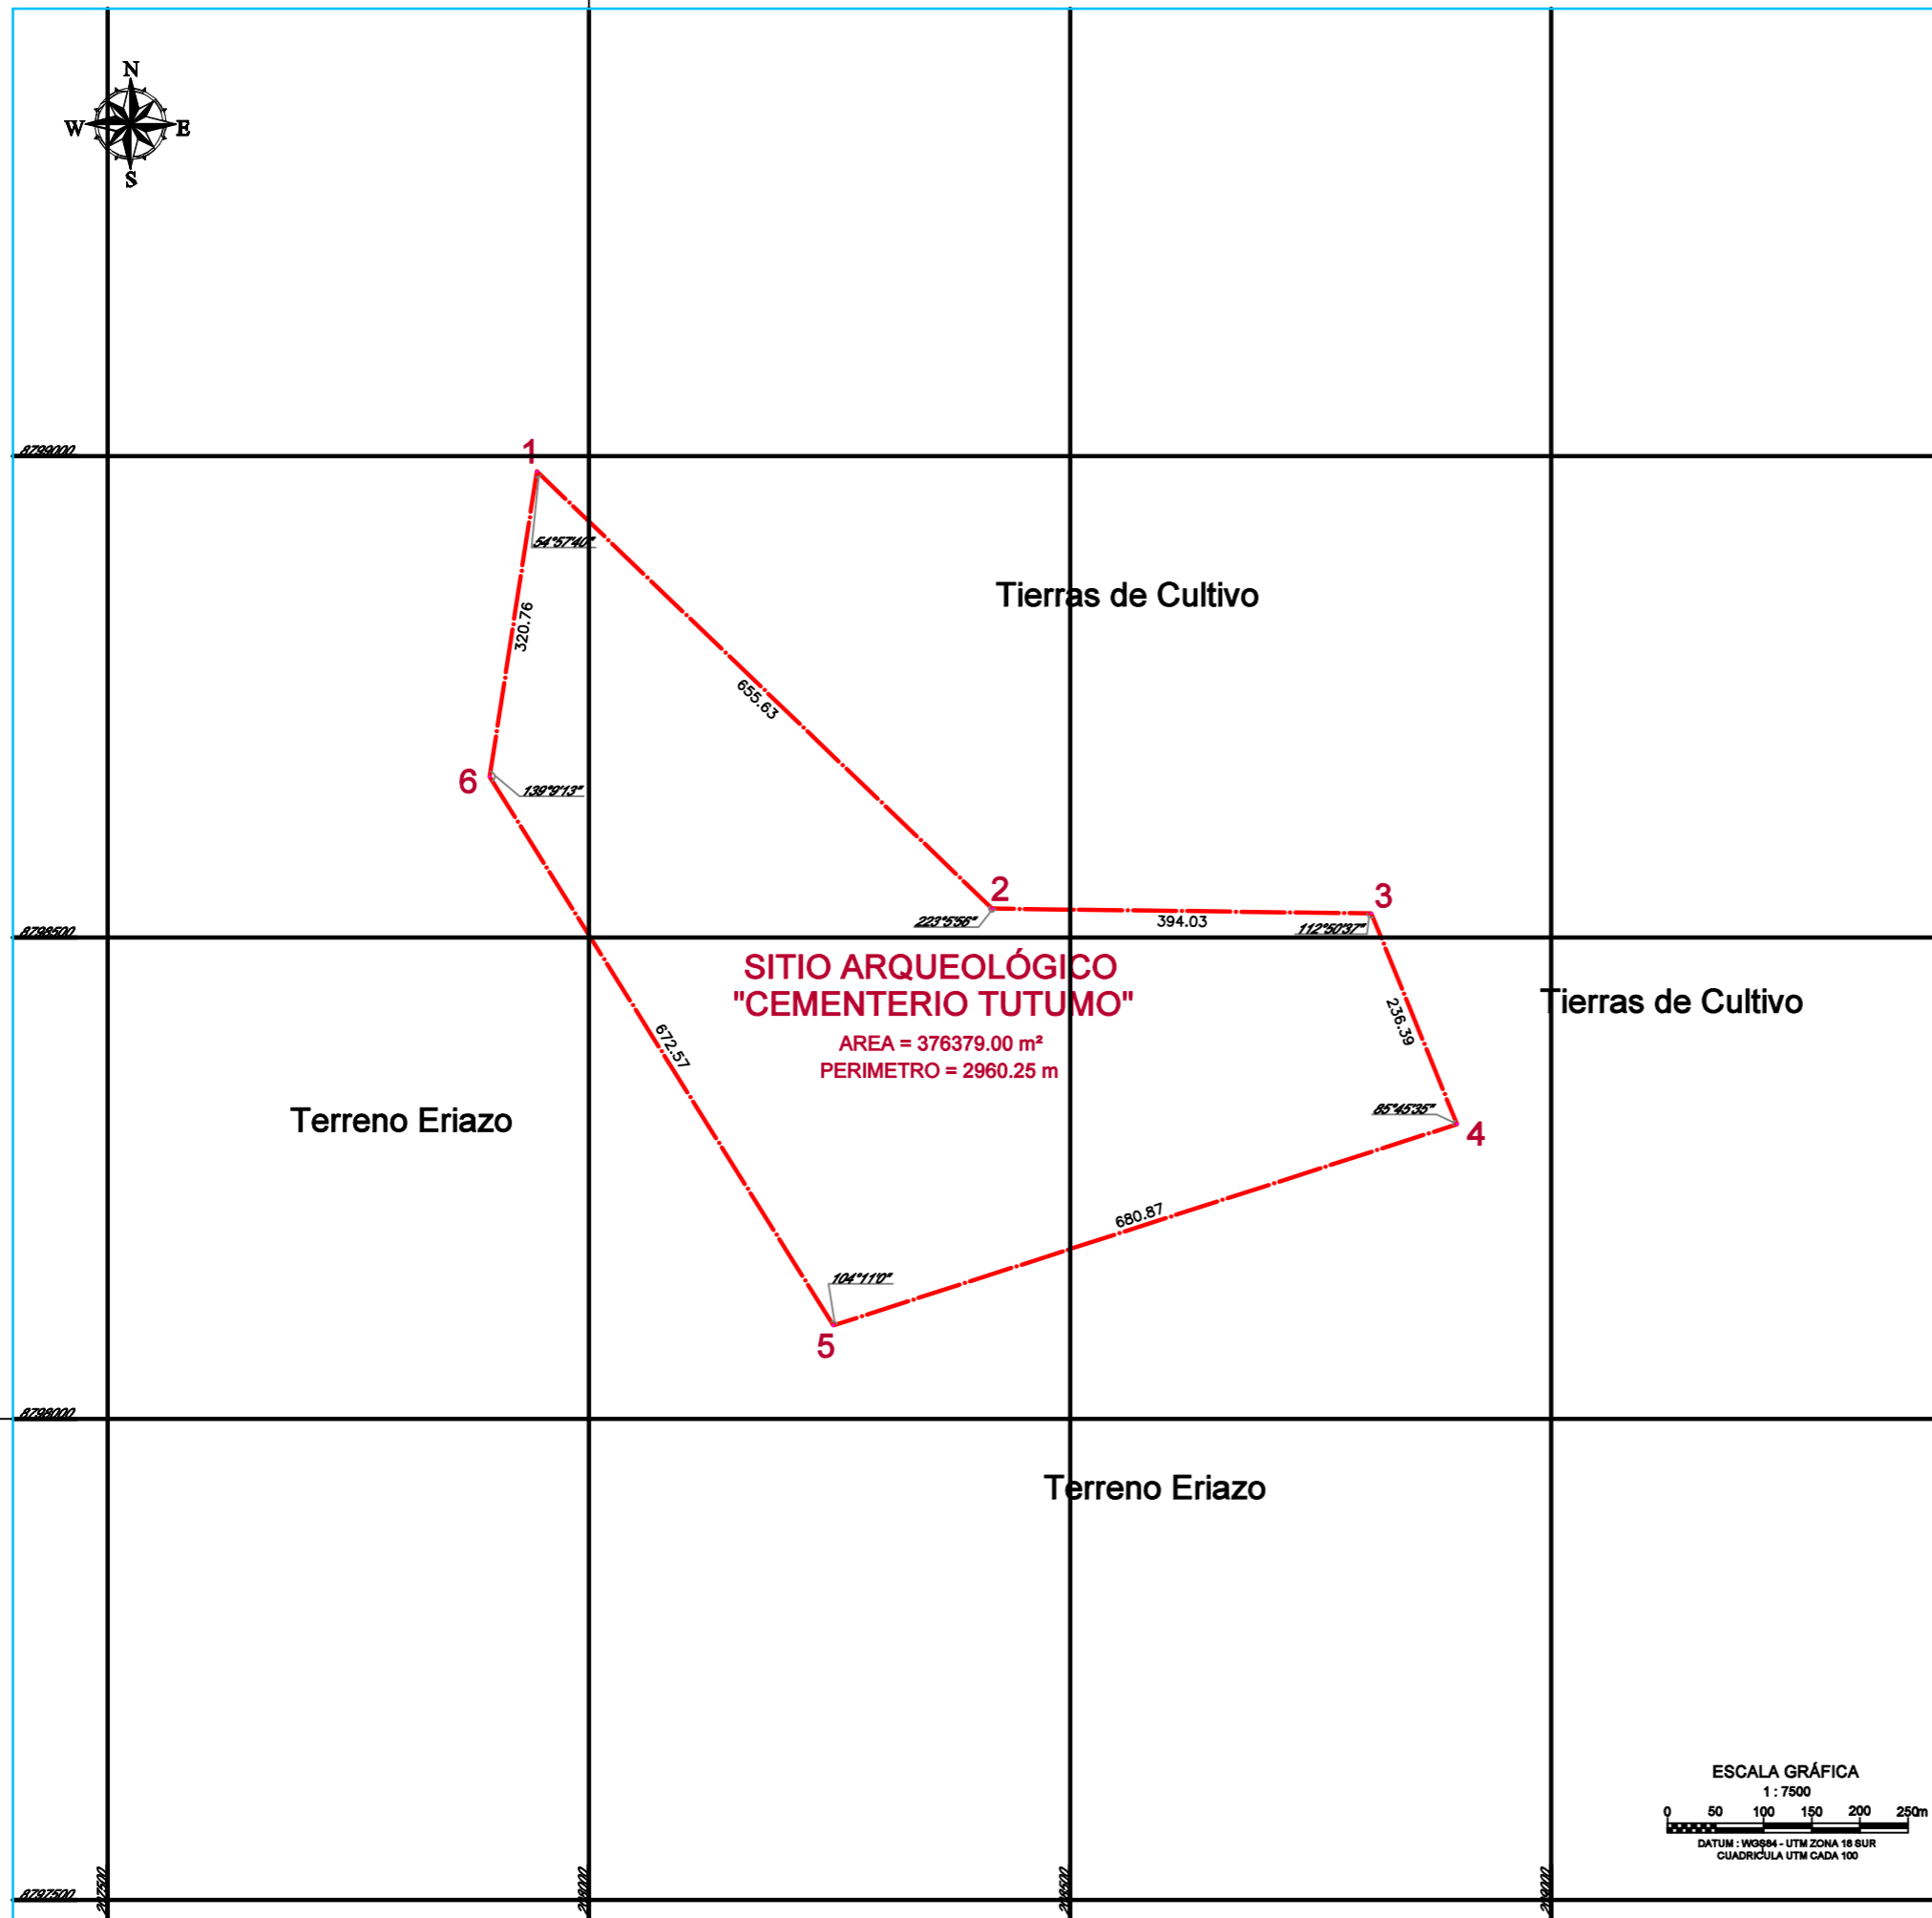 N
W E
S
8799000
1
54°57'40"
Tierras de Cultivo
320.76
655.63
6
139°9'13"
2
3
223°5'56"
394.03
112°50'37"
8798500
SITIO ARQUEOLÓGICO
"CEMENTERIO TUTUMO"
AREA = 376379.00 m²
PERIMETRO = 2960.25 m
Tierras de Cultivo
236.39
672.57
Terreno Eriazo
85°45'35"
4
680.87
104°11'0"
5
8798000
Terreno Eriazo
ESCALA GRÁFICA
1 : 7500
0 50 100 150 200 250m
DATUM : WGS84 - UTM ZONA 18 SUR
CUADRICULA UTM CADA 100
8797500